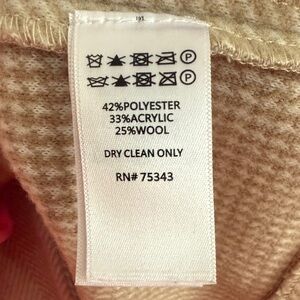 Ⓟ
Ⓟ
42%POLYESTER
33%ACRYLIC
25%WOOL
DRY CLEAN ONLY
RN# 75343